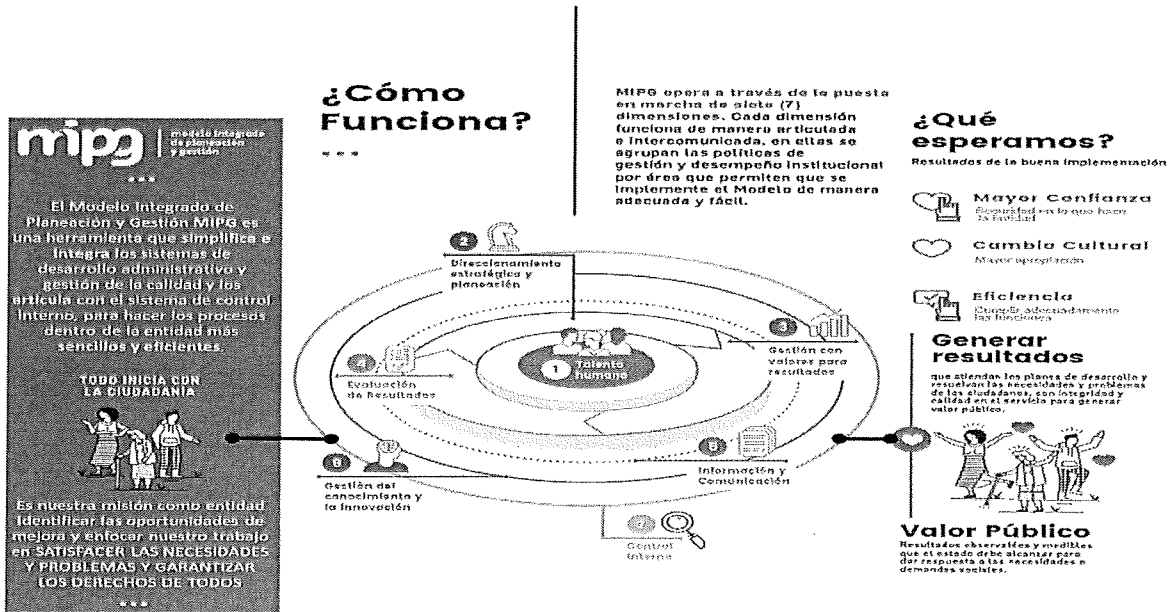 mipg
modelo integrado
de planeación
y gestión
El Modelo Integrado de
Planeación y Gestión MIPG es
una herramienta que simplifica e
integra los sistemas de
desarrollo administrativo y
gestión de la calidad y los
articula con el sistema de control
interno, para hacer los procesos
dentro de la entidad más
sencillos y eficientes.
TODO INICIA CON
LA CIUDADANÍA
Es nuestra misión como entidad
identificar las oportunidades de
mejora y enfocar nuestro trabajo
en SATISFACER LAS NECESIDADES
Y PROBLEMAS Y GARANTIZAR
LOS DERECHOS DE TODOS
¿Cómo
Funciona?
MIPG opera a través de la puesta
en marcha de siete (7)
dimensiones. Cada dimensión
funciona de manera articulada
e intercomunicada, en ellas se
agrupan las políticas de
gestión y desempeño institucional
por área que permiten que se
implemente el Modelo de manera
adecuada y fácil.
2
Direccionamiento
estratégico y
planeación
3
Gestión con
valores para
resultados
1
Talento
humano
4
Evaluación
de Resultados
5
Información y
Comunicación
6
Gestión del
conocimiento y
la innovación
7
Control
Interno
¿Qué
esperamos?
Resultados de la buena implementación
Mayor Confianza
Seguridad en lo que hace
la Entidad
Cambio Cultural
Mayor apropiación
Eficiencia
Cumplir adecuadamente
las funciones
Generar
resultados
que atiendan los planes de desarrollo y
resuelvan las necesidades y problemas
de los ciudadanos, con integridad y
calidad en el servicio para generar
valor público.
Valor Público
Resultados observables y medibles
que el estado debe alcanzar para
dar respuesta a las necesidades o
demandas sociales.